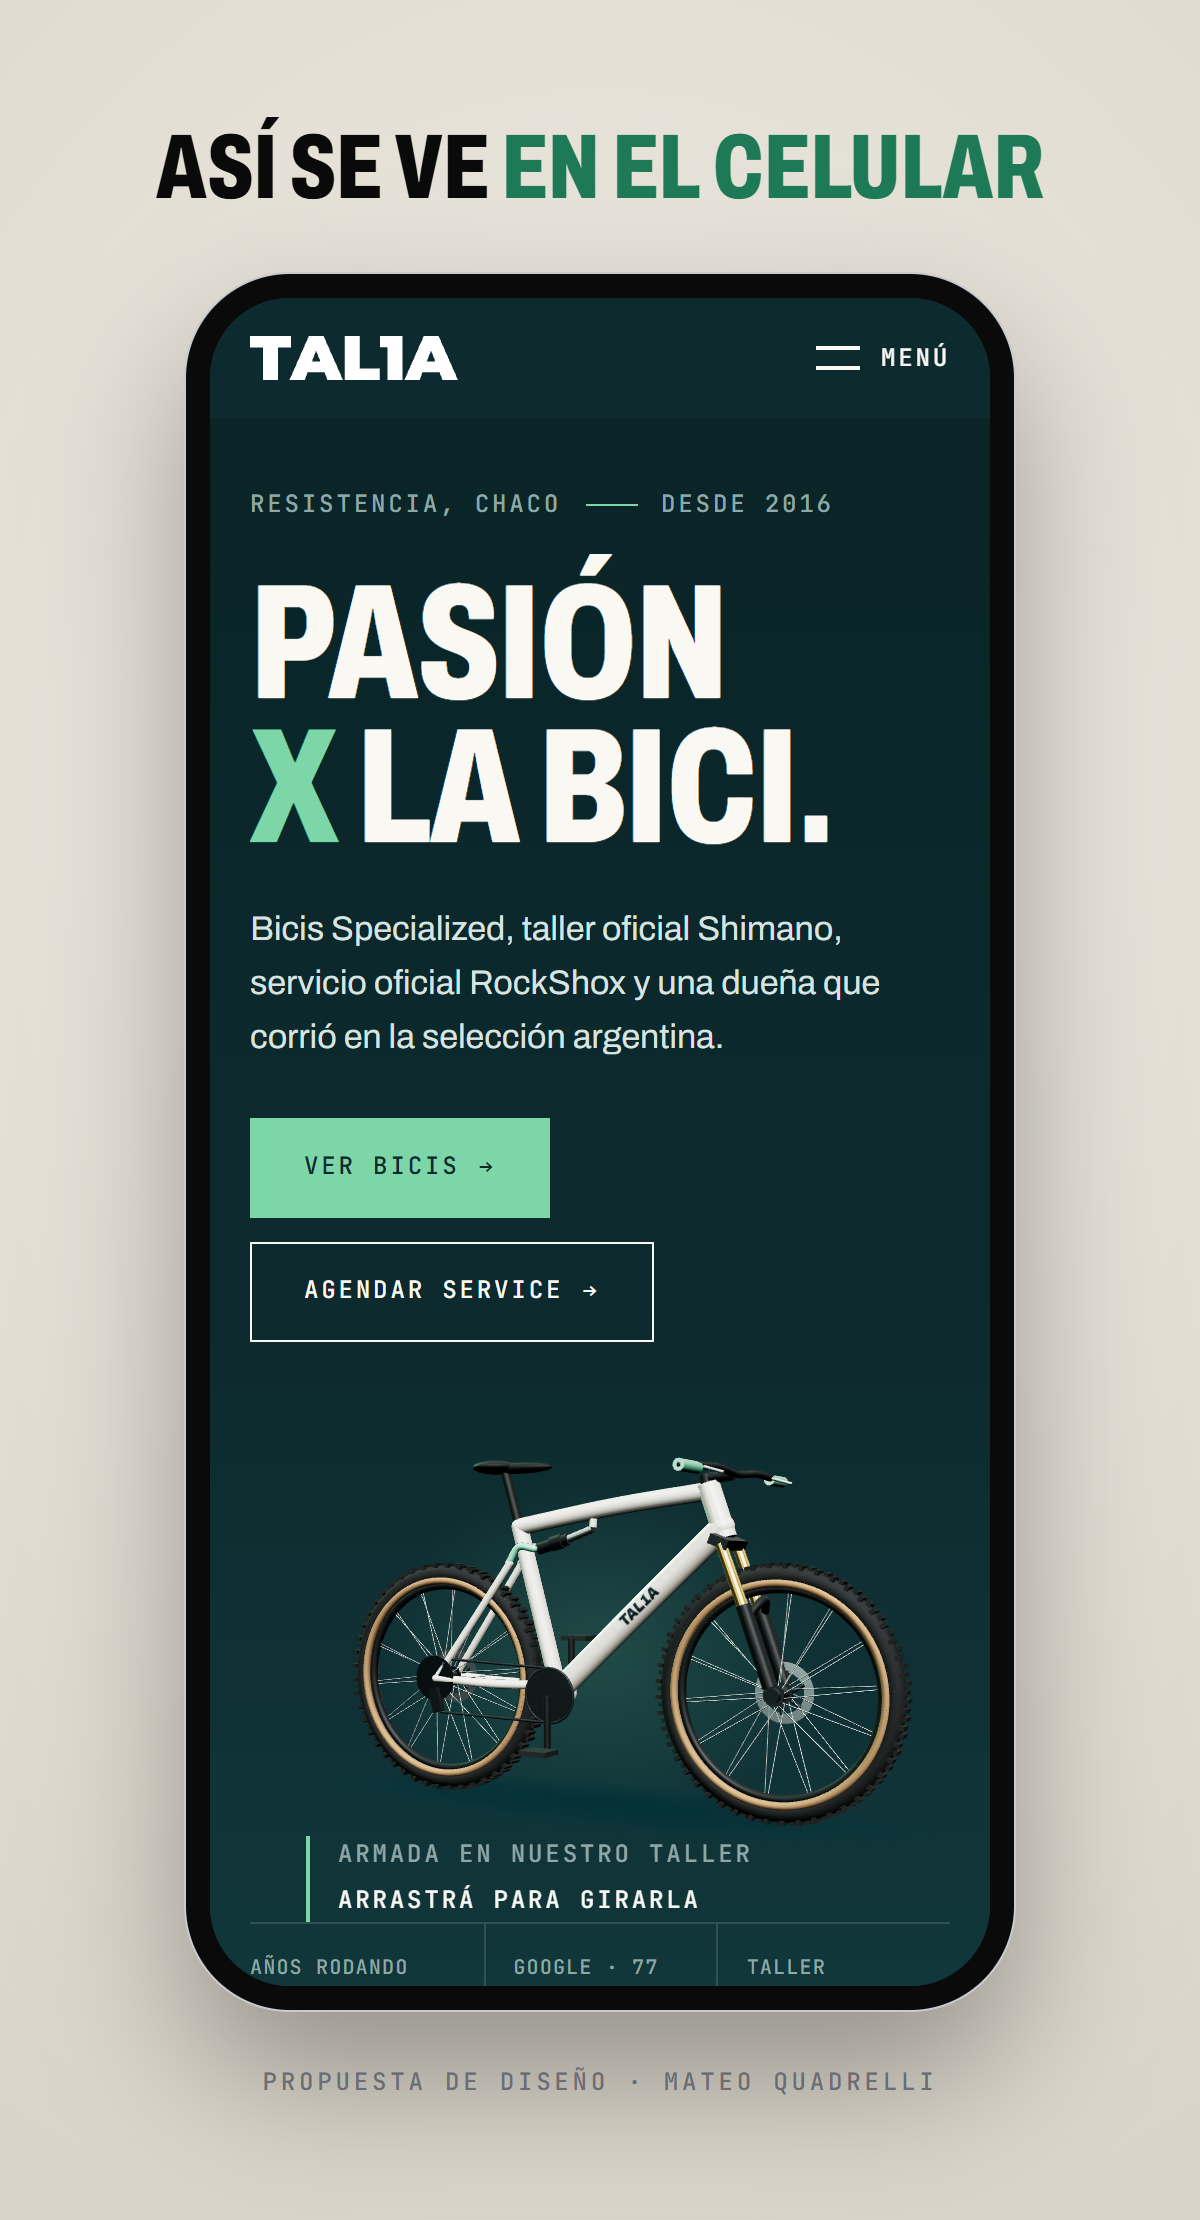 ASÍ SE VE EN EL CELULAR
TAL1A
MENÚ
RESISTENCIA, CHACO — DESDE 2016
PASIÓN
X LA BICI.
Bicis Specialized, taller oficial Shimano,
servicio oficial RockShox y una dueña que
corrió en la selección argentina.
VER BICIS →
AGENDAR SERVICE →
TAL1A
ARMADA EN NUESTRO TALLER
ARRASTRÁ PARA GIRARLA
AÑOS RODANDO
GOOGLE · 77
TALLER
PROPUESTA DE DISEÑO · MATEO QUADRELLI